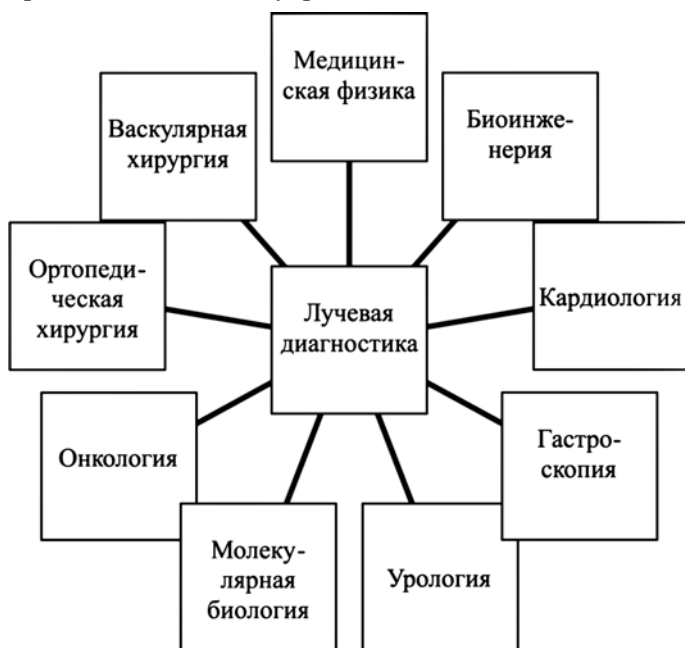 Медицин-
ская физика
Васкулярная
хирургия
Биоинже-
нерия
Ортопеди-
ческая
хирургия
Лучевая
диагностика
Кардиология
Онкология
Гастро-
скопия
Молеку-
лярная
биология
Урология